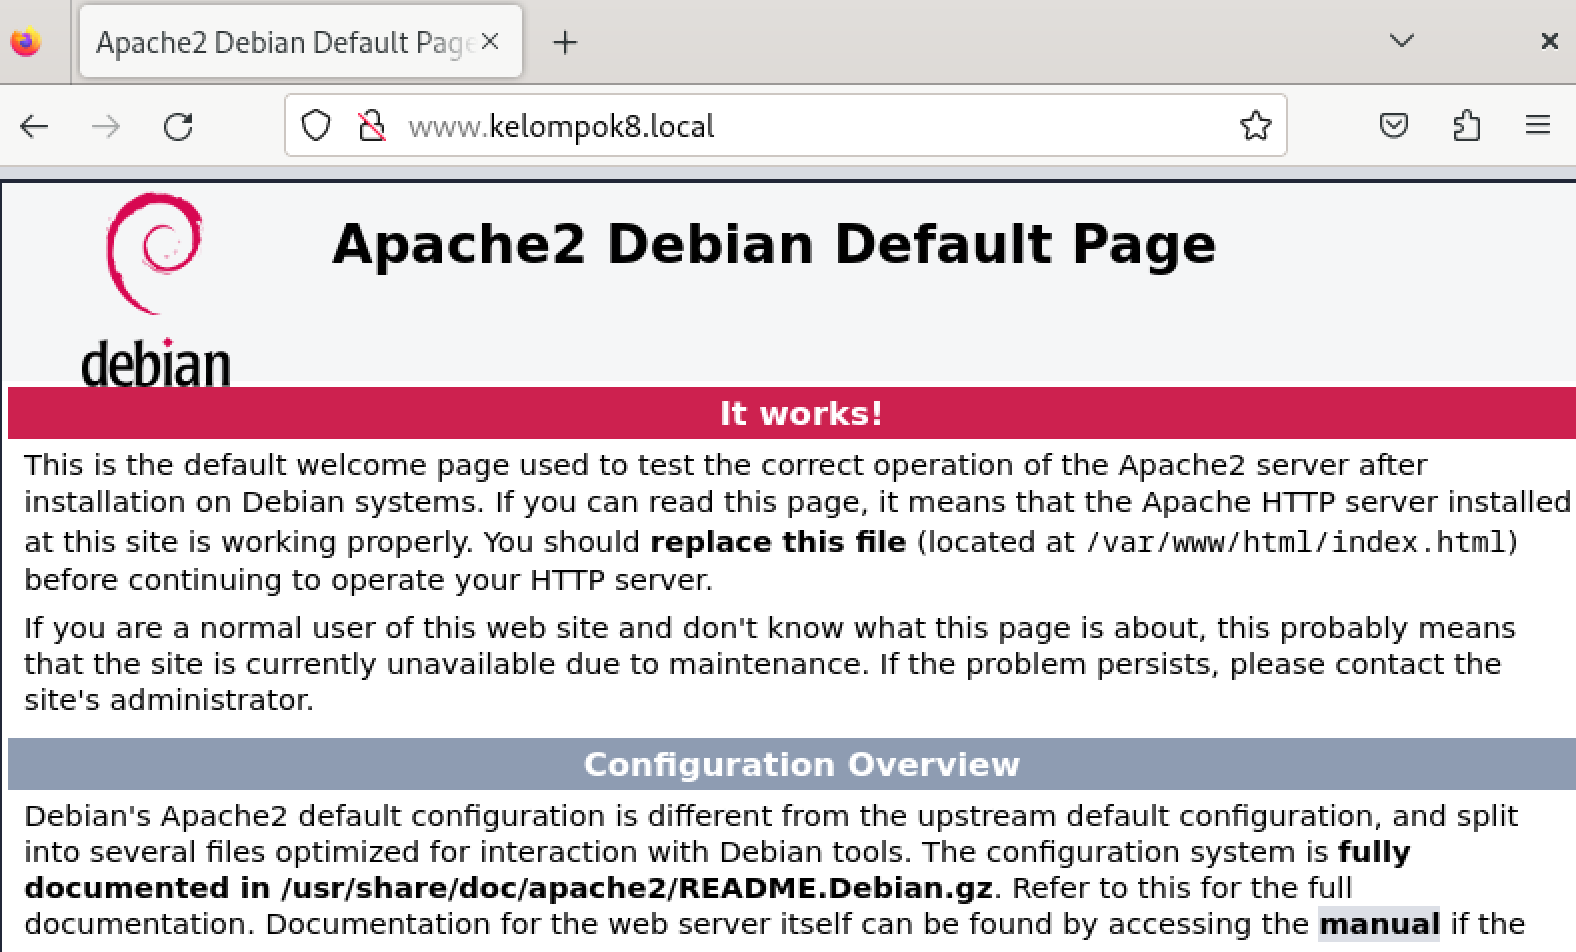 Apache2 Debian Default Page
www.kelompok8.local
debian
Apache2 Debian Default Page
It works!
This is the default welcome page used to test the correct operation of the Apache2 server after
installation on Debian systems. If you can read this page, it means that the Apache HTTP server installed
at this site is working properly. You should replace this file (located at /var/www/html/index.html)
before continuing to operate your HTTP server.
If you are a normal user of this web site and don't know what this page is about, this probably means
that the site is currently unavailable due to maintenance. If the problem persists, please contact the
site's administrator.
Configuration Overview
Debian's Apache2 default configuration is different from the upstream default configuration, and split
into several files optimized for interaction with Debian tools. The configuration system is fully
documented in /usr/share/doc/apache2/README.Debian.gz. Refer to this for the full
documentation. Documentation for the web server itself can be found by accessing the manual if the